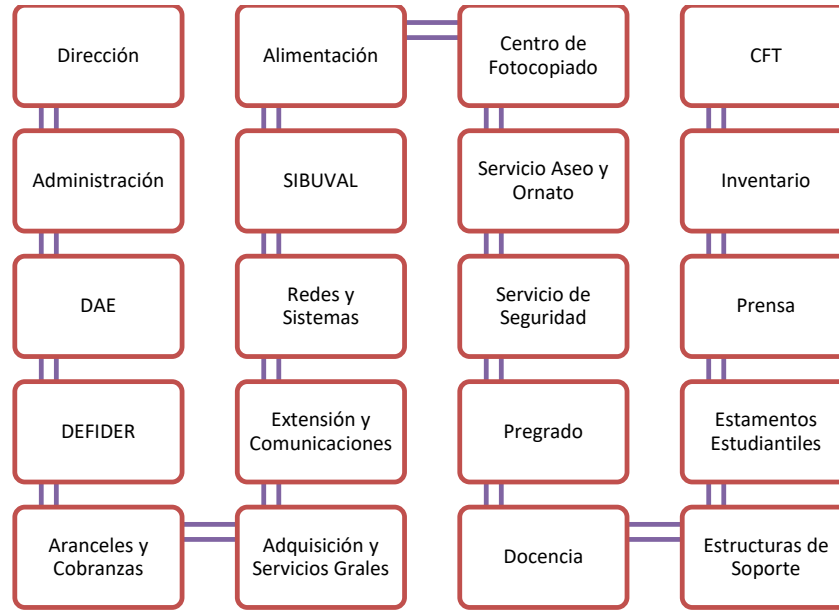 Dirección
Administración
DAE
DEFIDER
Aranceles y
Cobranzas
Adquisición y
Servicios Grales
Extensión y
Comunicaciones
Redes y
Sistemas
SIBUVAL
Alimentación
Centro de
Fotocopiado
Servicio Aseo y
Ornato
Servicio de
Seguridad
Pregrado
Docencia
Estructuras de
Soporte
Estamentos
Estudiantiles
Prensa
Inventario
CFT